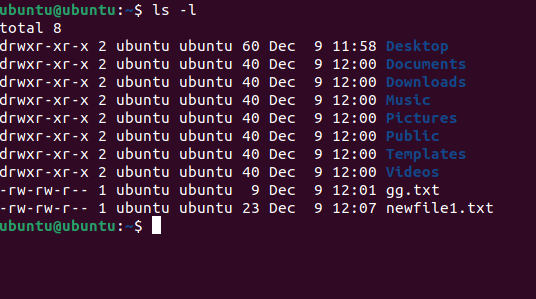 ubuntu@ubuntu:~$ ls -l
total 8
drwxr-xr-x 2 ubuntu ubuntu 60 Dec  9 11:58 Desktop
drwxr-xr-x 2 ubuntu ubuntu 40 Dec  9 12:00 Documents
drwxr-xr-x 2 ubuntu ubuntu 40 Dec  9 12:00 Downloads
drwxr-xr-x 2 ubuntu ubuntu 40 Dec  9 12:00 Music
drwxr-xr-x 2 ubuntu ubuntu 40 Dec  9 12:00 Pictures
drwxr-xr-x 2 ubuntu ubuntu 40 Dec  9 12:00 Public
drwxr-xr-x 2 ubuntu ubuntu 40 Dec  9 12:00 Templates
drwxr-xr-x 2 ubuntu ubuntu 40 Dec  9 12:00 Videos
-rw-rw-r-- 1 ubuntu ubuntu  9 Dec  9 12:01 gg.txt
-rw-rw-r-- 1 ubuntu ubuntu 23 Dec  9 12:07 newfile1.txt
ubuntu@ubuntu:~$